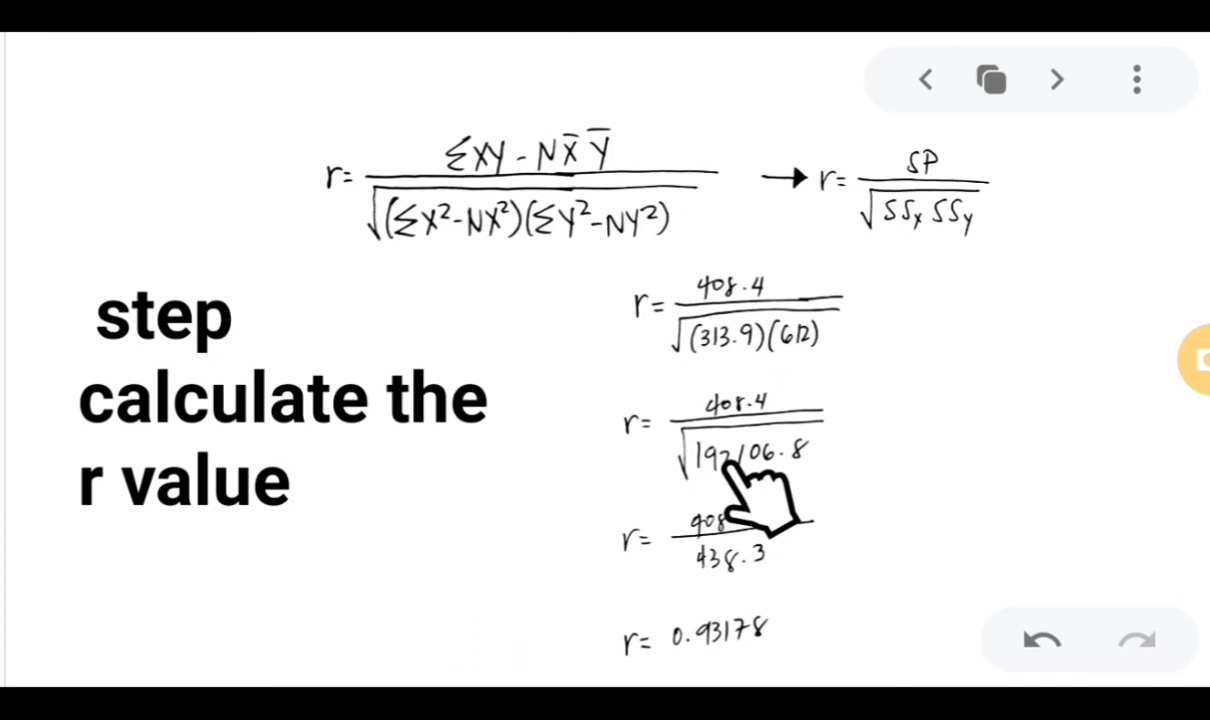 r= ΣXY - NX̄ Ȳ / √(ΣX²-NX²)(ΣY²-NY²) → r= SP / √SSx SSy
r= 408.4 / √(313.9)(612)
step
calculate the
r value
r= 408.4 / √192106.8
r= 408 / 438.3
r= 0.93178